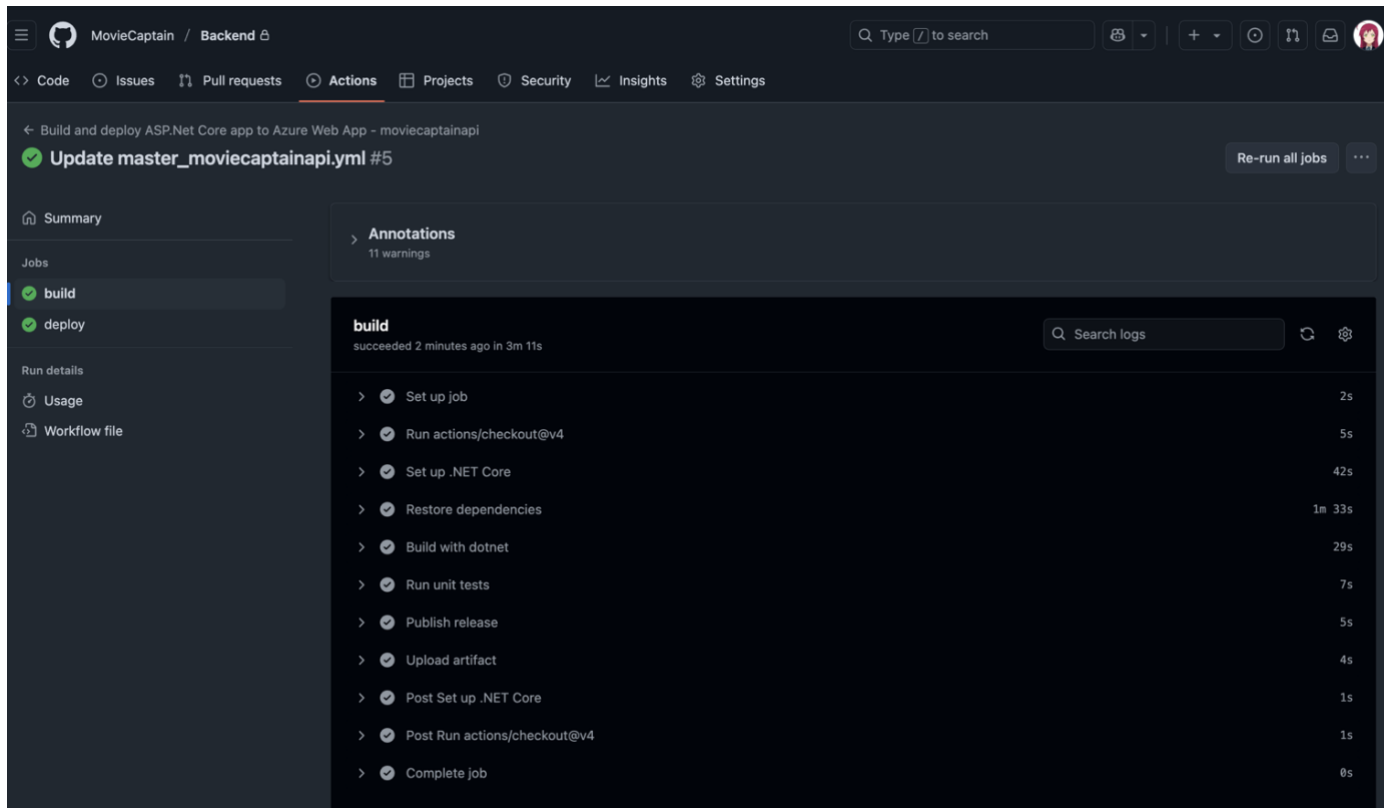 MovieCaptain / Backend
Type / to search
Code
Issues
Pull requests
Actions
Projects
Security
Insights
Settings
← Build and deploy ASP.Net Core app to Azure Web App - moviecaptainapi
Update master_moviecaptainapi.yml #5
Re-run all jobs
Summary
Jobs
build
deploy
Run details
Usage
Workflow file
Annotations
11 warnings
build
succeeded 2 minutes ago in 3m 11s
Search logs
Set up job 2s
Run actions/checkout@v4 5s
Set up .NET Core 42s
Restore dependencies 1m 33s
Build with dotnet 29s
Run unit tests 7s
Publish release 5s
Upload artifact 4s
Post Set up .NET Core 1s
Post Run actions/checkout@v4 1s
Complete job 0s